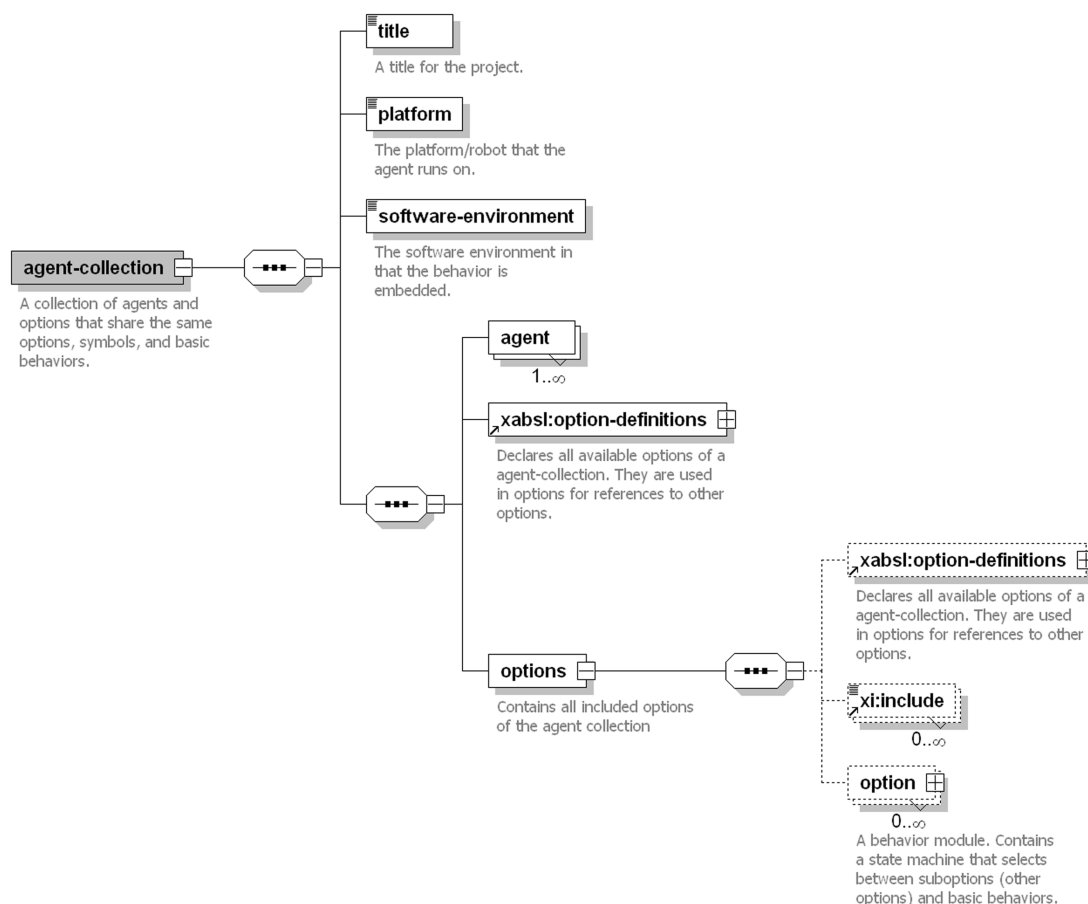 title
A title for the project.
platform
The platform/robot that the
agent runs on.
software-environment
The software environment in
that the behavior is
embedded.
agent-collection
A collection of agents and
options that share the same
options, symbols, and basic
behaviors.
agent
1..∞
xabsl:option-definitions
Declares all available options of a
agent-collection. They are used
in options for references to other
options.
options
Contains all included options
of the agent collection
xabsl:option-definitions
Declares all available options of a
agent-collection. They are used
in options for references to other
options.
xi:include
0..∞
option
0..∞
A behavior module. Contains
a state machine that selects
between suboptions (other
options) and basic behaviors.